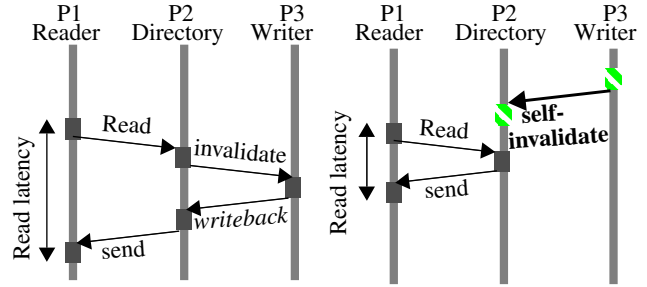 P1 P2 P3
Reader Directory Writer
Read
invalidate
writeback
send
Read latency
P1 P2 P3
Reader Directory Writer
self-
invalidate
Read
send
Read latency